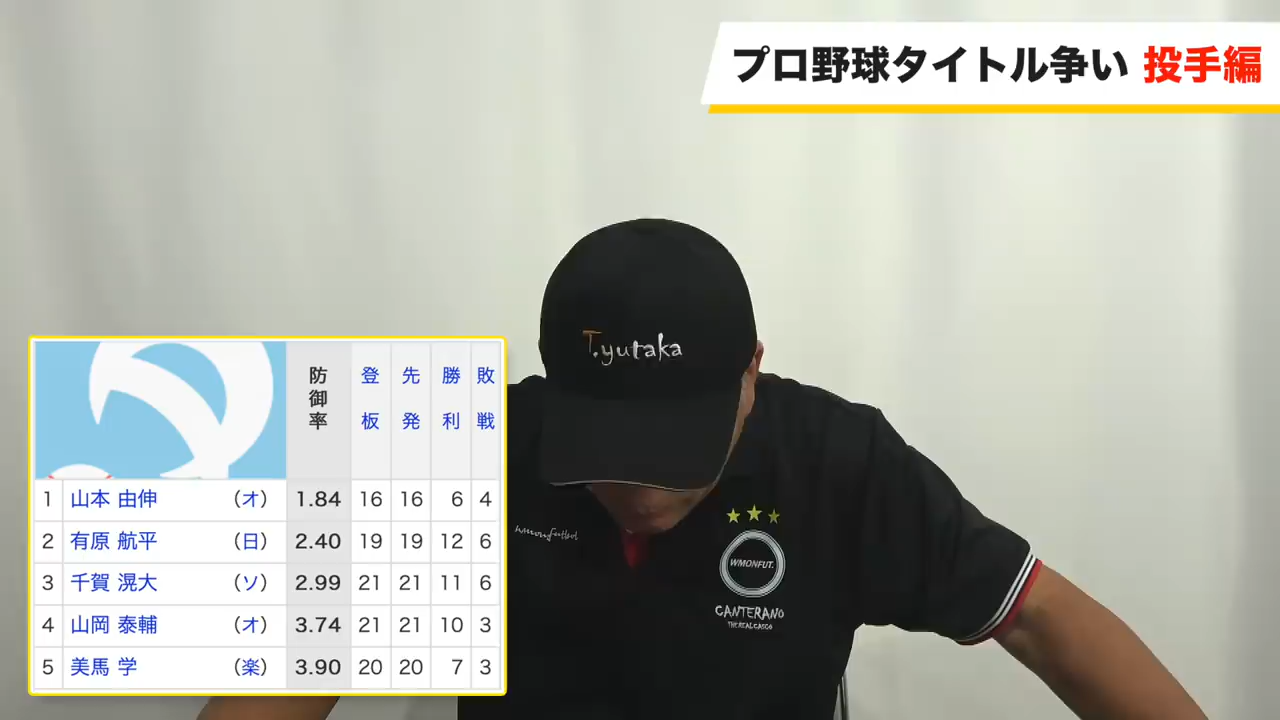 プロ野球タイトル争い 投手編
防御率 登板 先発 勝利 敗戦
1 山本 由伸 (オ) 1.84 16 16 6 4
2 有原 航平 (日) 2.40 19 19 12 6
3 千賀 滉大 (ソ) 2.99 21 21 11 6
4 山岡 泰輔 (オ) 3.74 21 21 10 3
5 美馬 学 (楽) 3.90 20 20 7 3
T.yutaka
wmonfutbol
WMONFUT.
CANTERANO
THE REAL CASCO